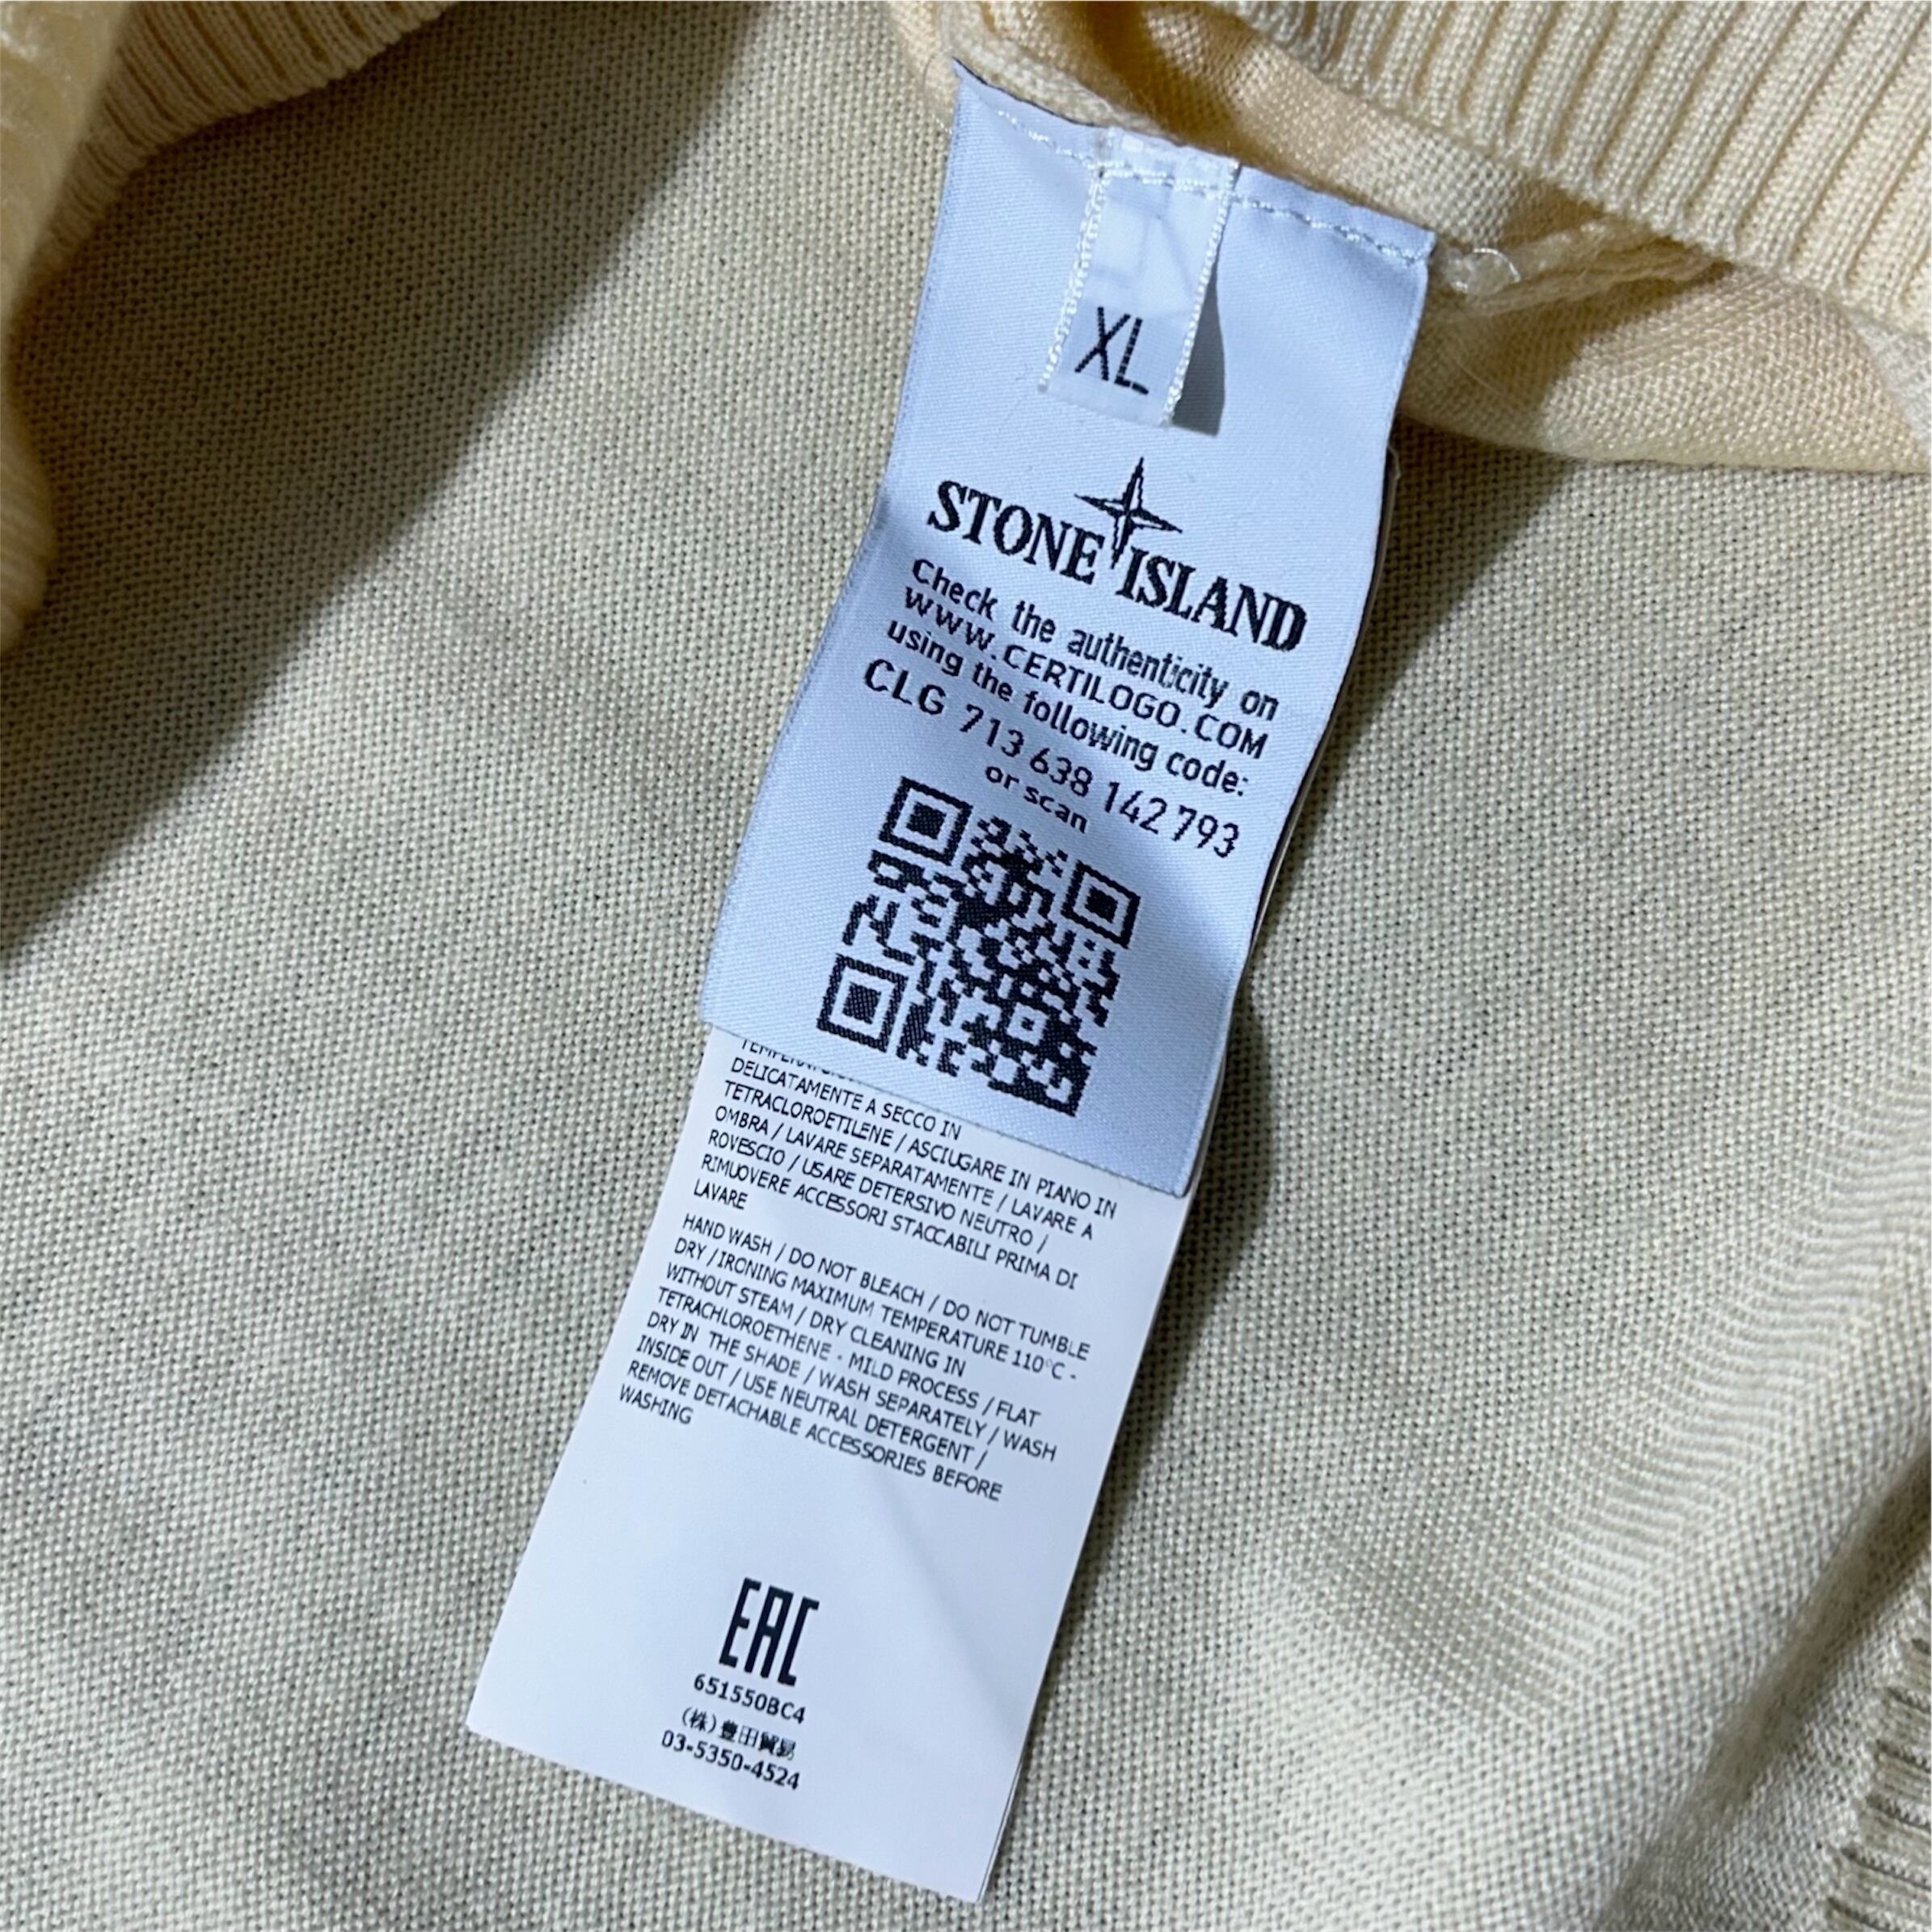 XL
STONE ISLAND
Check the authenticity on
WWW.CERTILOGO.COM
using the following code:
CLG 713 638 142 793
or scan
DELICATAMENTE A SECCO IN
TETRACLOROETILENE / ASCIUGARE IN PIANO IN
OMBRA / LAVARE SEPARATAMENTE / LAVARE A
ROVESCIO / USARE DETERSIVO NEUTRO /
RIMUOVERE ACCESSORI STACCABILI PRIMA DI
LAVARE
HAND WASH / DO NOT BLEACH / DO NOT TUMBLE
DRY / IRONING MAXIMUM TEMPERATURE 110°C -
WITHOUT STEAM / DRY CLEANING IN
TETRACHLOROETHENE - MILD PROCESS / FLAT
DRY IN THE SHADE / WASH SEPARATELY / WASH
INSIDE OUT / USE NEUTRAL DETERGENT /
REMOVE DETACHABLE ACCESSORIES BEFORE
WASHING
EAC
651550BC4
(株)豊田貿易
03-5350-4524